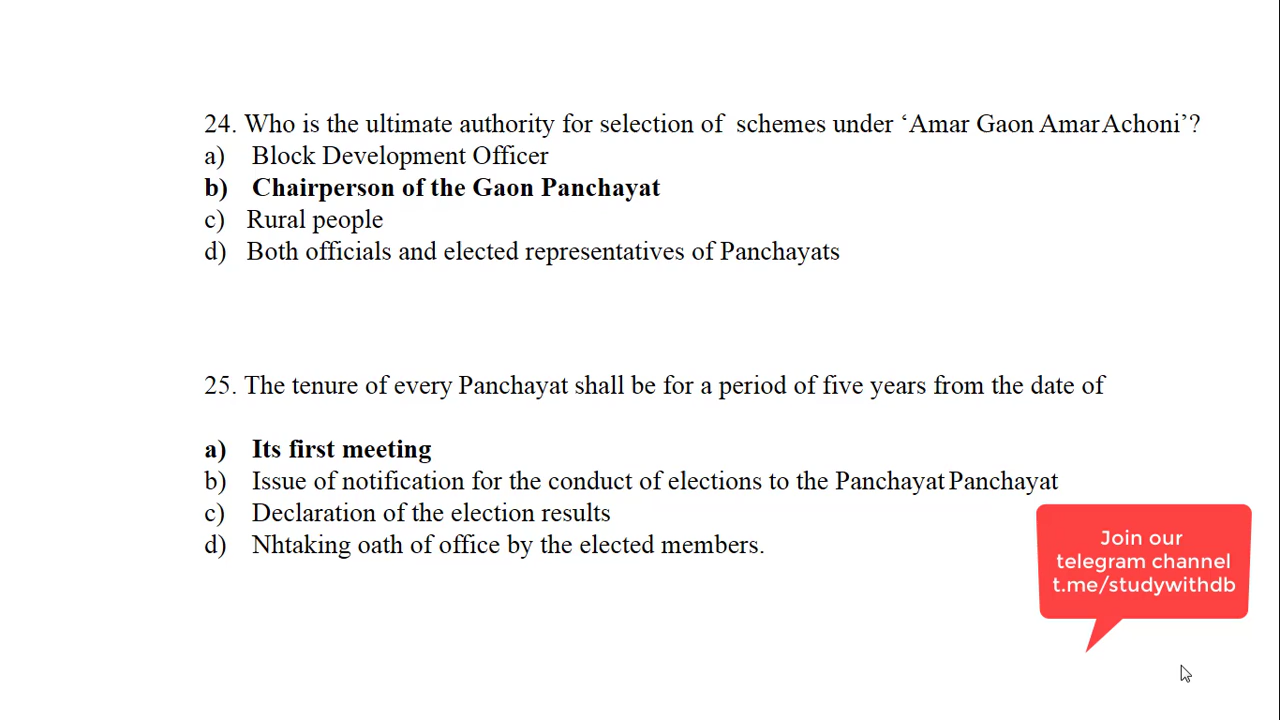 24. Who is the ultimate authority for selection of schemes under ‘Amar Gaon Amar Achoni’?
a) Block Development Officer
b) Chairperson of the Gaon Panchayat
c) Rural people
d) Both officials and elected representatives of Panchayats
25. The tenure of every Panchayat shall be for a period of five years from the date of
a) Its first meeting
b) Issue of notification for the conduct of elections to the Panchayat Panchayat
c) Declaration of the election results
d) Nhtaking oath of office by the elected members.
Join our
telegram channel
t.me/studywithdb